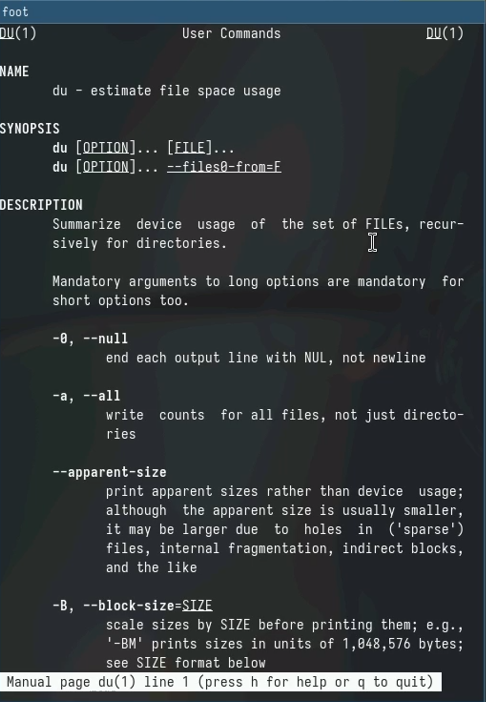 foot
DU(1) User Commands DU(1)
NAME
du - estimate file space usage
SYNOPSIS
du [OPTION]... [FILE]...
du [OPTION]... --files0-from=F
DESCRIPTION
Summarize device usage of the set of FILEs, recur-
sively for directories.
Mandatory arguments to long options are mandatory for
short options too.
-0, --null
end each output line with NUL, not newline
-a, --all
write counts for all files, not just directo-
ries
--apparent-size
print apparent sizes rather than device usage;
although the apparent size is usually smaller,
it may be larger due to holes in ('sparse')
files, internal fragmentation, indirect blocks,
and the like
-B, --block-size=SIZE
scale sizes by SIZE before printing them; e.g.,
'-BM' prints sizes in units of 1,048,576 bytes;
see SIZE format below
Manual page du(1) line 1 (press h for help or q to quit)